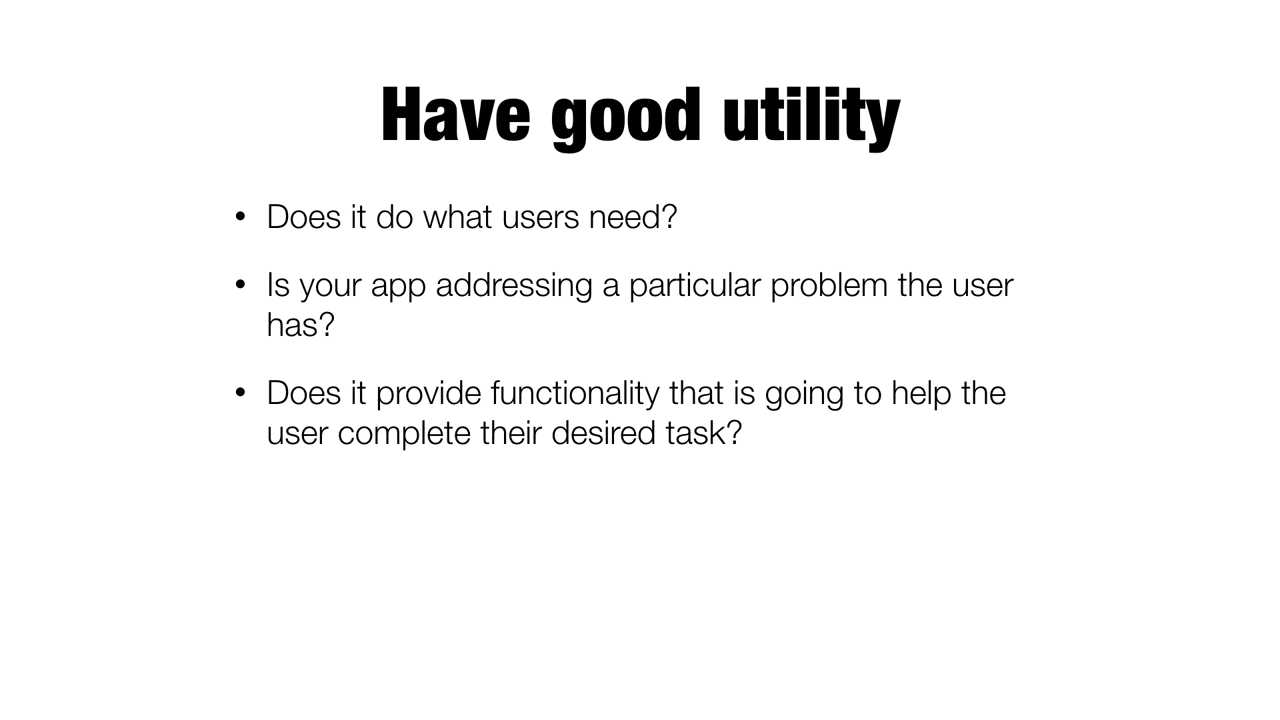 Have good utility
• Does it do what users need?
• Is your app addressing a particular problem the user
has?
• Does it provide functionality that is going to help the
user complete their desired task?